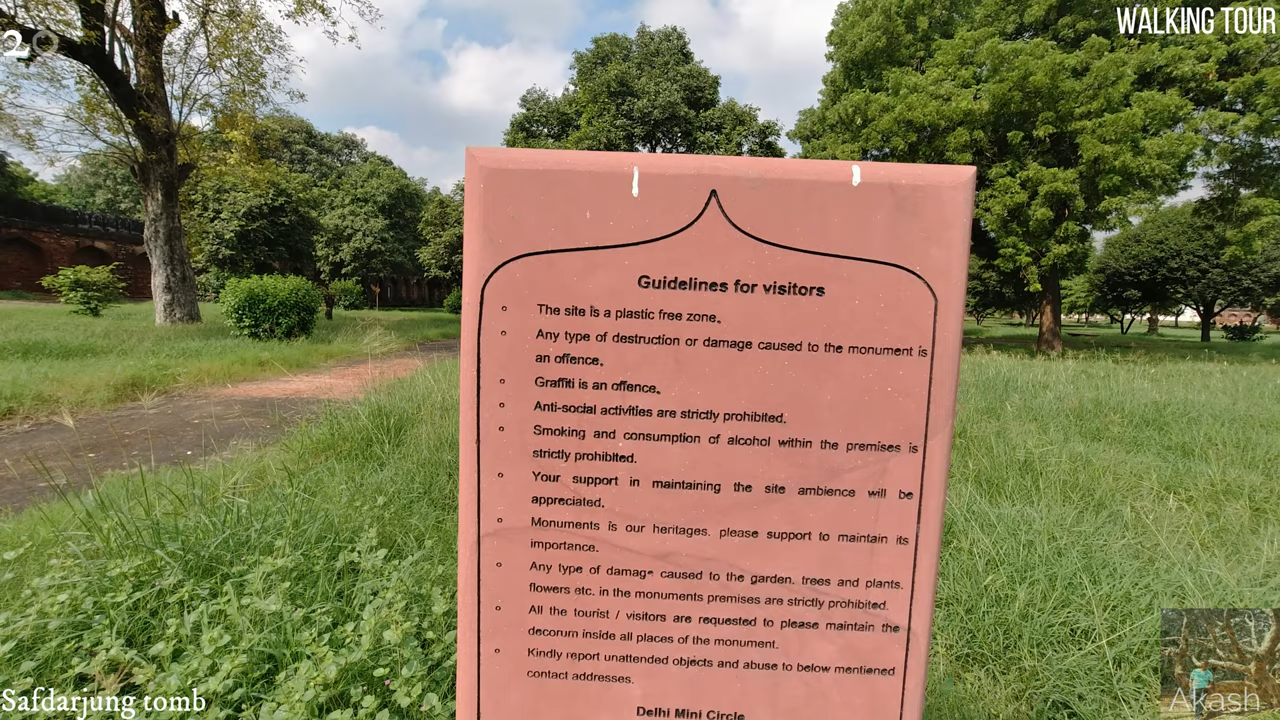 20
WALKING TOUR
Guidelines for visitors
The site is a plastic free zone.
Any type of destruction or damage caused to the monument is
an offence.
Graffiti is an offence.
Anti-social activities are strictly prohibited.
Smoking and consumption of alcohol within the premises is
strictly prohibited.
Your support in maintaining the site ambience will be
appreciated.
Monuments is our heritages. please support to maintain its
importance.
Any type of damage caused to the garden. trees and plants.
flowers etc. in the monuments premises are strictly prohibited.
All the tourist / visitors are requested to please maintain the
decorum inside all places of the monument.
Kindly report unattended objects and abuse to below mentioned
contact addresses.
Delhi Mini Circle
Safdarjung tomb
Akash